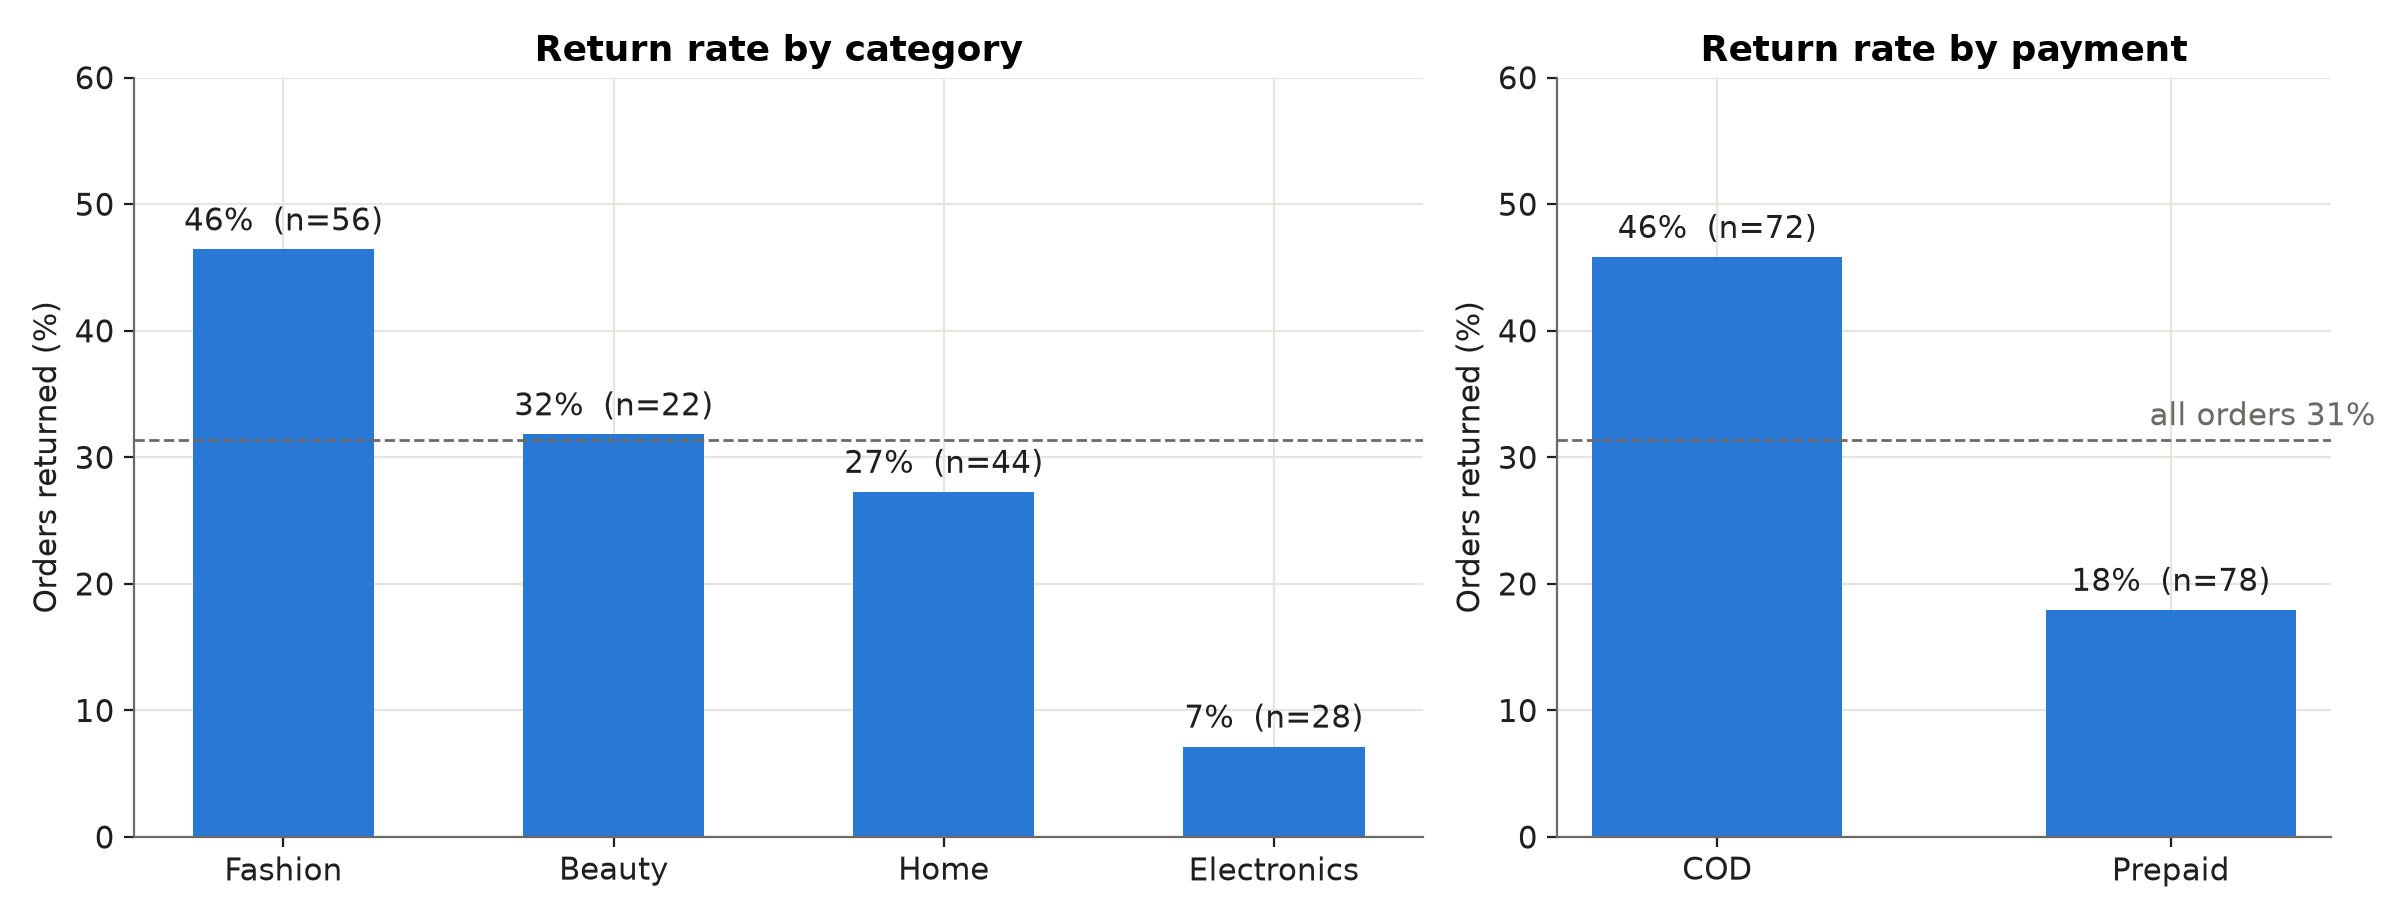 Return rate by category
Orders returned (%)
60
50
40
30
20
10
0
46% (n=56)
32% (n=22)
27% (n=44)
7% (n=28)
Fashion
Beauty
Home
Electronics
Return rate by payment
Orders returned (%)
60
50
40
30
20
10
0
46% (n=72)
all orders 31%
18% (n=78)
COD
Prepaid